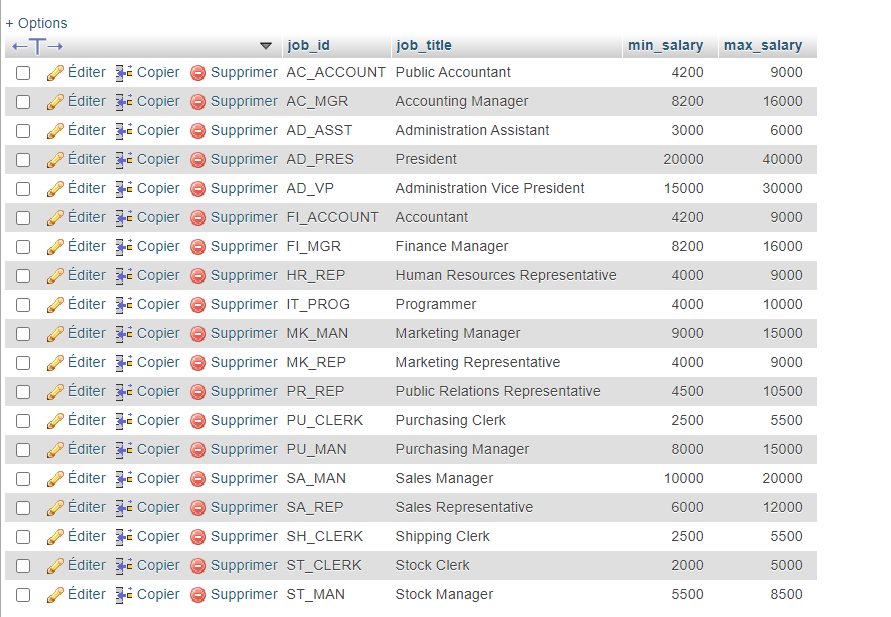 + Options
←T→ job_id job_title min_salary max_salary
Éditer Copier Supprimer AC_ACCOUNT Public Accountant 4200 9000
Éditer Copier Supprimer AC_MGR Accounting Manager 8200 16000
Éditer Copier Supprimer AD_ASST Administration Assistant 3000 6000
Éditer Copier Supprimer AD_PRES President 20000 40000
Éditer Copier Supprimer AD_VP Administration Vice President 15000 30000
Éditer Copier Supprimer FI_ACCOUNT Accountant 4200 9000
Éditer Copier Supprimer FI_MGR Finance Manager 8200 16000
Éditer Copier Supprimer HR_REP Human Resources Representative 4000 9000
Éditer Copier Supprimer IT_PROG Programmer 4000 10000
Éditer Copier Supprimer MK_MAN Marketing Manager 9000 15000
Éditer Copier Supprimer MK_REP Marketing Representative 4000 9000
Éditer Copier Supprimer PR_REP Public Relations Representative 4500 10500
Éditer Copier Supprimer PU_CLERK Purchasing Clerk 2500 5500
Éditer Copier Supprimer PU_MAN Purchasing Manager 8000 15000
Éditer Copier Supprimer SA_MAN Sales Manager 10000 20000
Éditer Copier Supprimer SA_REP Sales Representative 6000 12000
Éditer Copier Supprimer SH_CLERK Shipping Clerk 2500 5500
Éditer Copier Supprimer ST_CLERK Stock Clerk 2000 5000
Éditer Copier Supprimer ST_MAN Stock Manager 5500 8500